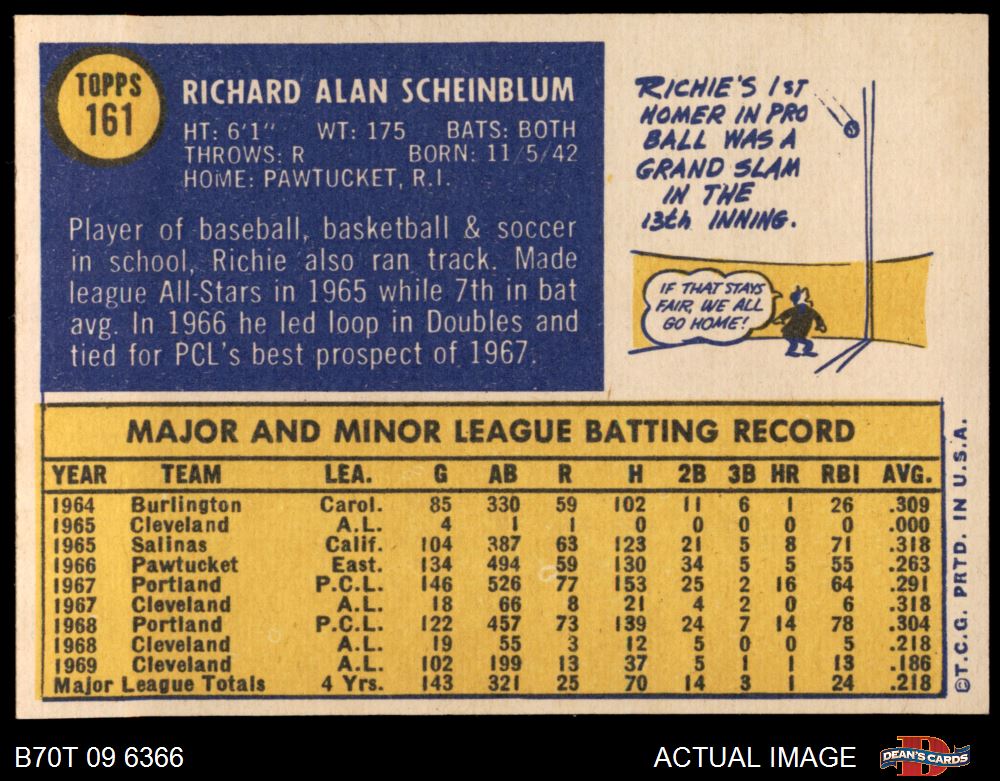 TOPPS
161
RICHARD ALAN SCHEINBLUM
HT: 6'1" WT: 175 BATS: BOTH
THROWS: R BORN: 11/5/42
HOME: PAWTUCKET, R.I.
Player of baseball, basketball & soccer
in school, Richie also ran track. Made
league All-Stars in 1965 while 7th in bat
avg. In 1966 he led loop in Doubles and
tied for PCL's best prospect of 1967.
RICHIE'S 1ST
HOMER IN PRO
BALL WAS A
GRAND SLAM
IN THE
13th INNING.
IF THAT STAYS
FAIR, WE ALL
GO HOME!
MAJOR AND MINOR LEAGUE BATTING RECORD
YEAR TEAM LEA. G AB R H 2B 3B HR RBI AVG.
1964 Burlington Carol. 85 330 59 102 11 6 1 26 .309
1965 Cleveland A.L. 4 1 1 0 0 0 0 0 .000
1965 Salinas Calif. 104 387 63 123 21 5 8 71 .318
1966 Pawtucket East. 134 494 59 130 34 5 5 55 .263
1967 Portland P.C.L. 146 526 77 153 25 2 16 64 .291
1967 Cleveland A.L. 18 66 8 21 4 2 0 6 .318
1968 Portland P.C.L. 122 457 73 139 24 7 14 78 .304
1968 Cleveland A.L. 19 55 3 12 5 0 0 5 .218
1969 Cleveland A.L. 102 199 13 37 5 1 1 13 .186
Major League Totals 4 Yrs. 143 321 25 70 14 3 1 24 .218
©T.C.G. PRTD. IN U.S.A.
B70T 09 6366
ACTUAL IMAGE
D
DEAN'S CARDS